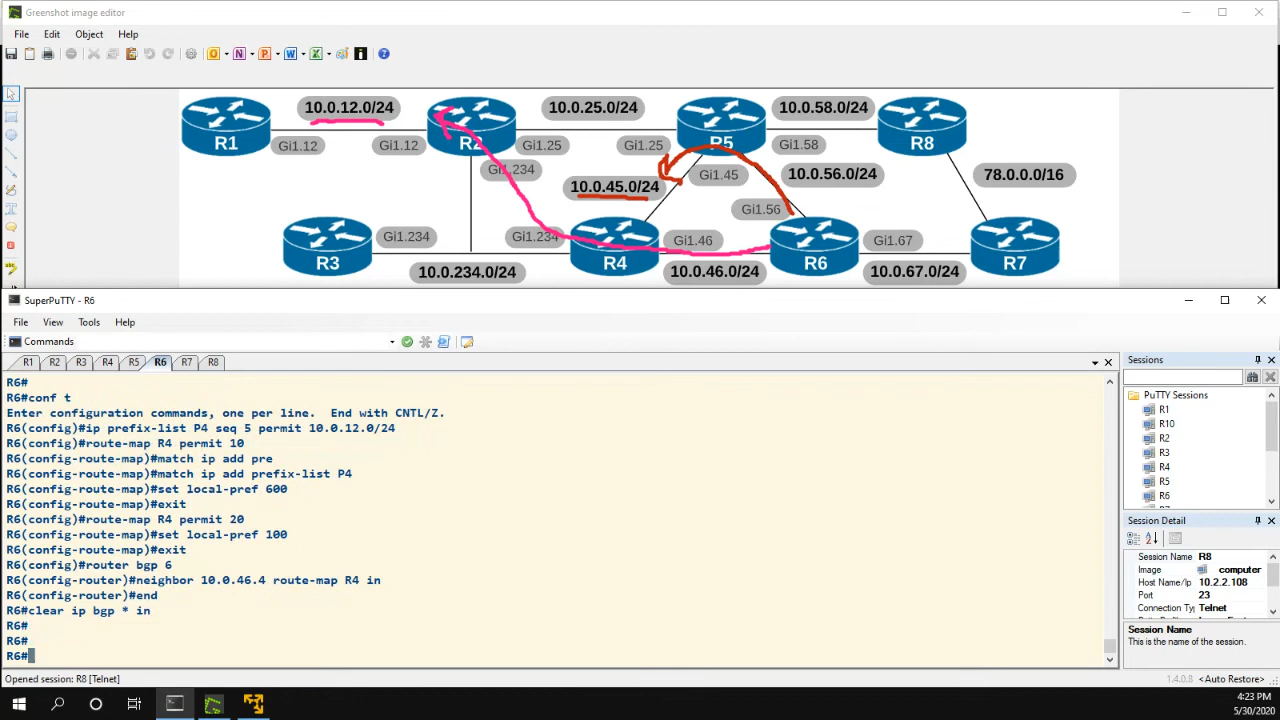 Greenshot image editor
File Edit Object Help
10.0.12.0/24 10.0.25.0/24 10.0.58.0/24
R1 R2 R5 R8
Gi1.12 Gi1.12 Gi1.25 Gi1.25 Gi1.58
Gi1.234 10.0.45.0/24 Gi1.45 10.0.56.0/24 78.0.0.0/16
Gi1.56
Gi1.234 Gi1.234 Gi1.46 Gi1.67
R3 R4 R6 R7
10.0.234.0/24 10.0.46.0/24 10.0.67.0/24
SuperPuTTY - R6
File View Tools Help
Commands
R1 R2 R3 R4 R5 R6 R7 R8
R6#
R6#conf t
Enter configuration commands, one per line. End with CNTL/Z.
R6(config)#ip prefix-list P4 seq 5 permit 10.0.12.0/24
R6(config)#route-map R4 permit 10
R6(config-route-map)#match ip add pre
R6(config-route-map)#match ip add prefix-list P4
R6(config-route-map)#set local-pref 600
R6(config-route-map)#exit
R6(config)#route-map R4 permit 20
R6(config-route-map)#set local-pref 100
R6(config-route-map)#exit
R6(config)#router bgp 6
R6(config-router)#neighbor 10.0.46.4 route-map R4 in
R6(config-router)#end
R6#clear ip bgp * in
R6#
R6#
R6#
Sessions
PuTTY Sessions
R1
R10
R2
R3
R4
R5
R6
Session Detail
Session Name R8
Image computer
Host Name/Ip 10.2.2.108
Port 23
Connection Ty Telnet
Session Name
This is the name of the session.
Opened session: R8 [Telnet]
1.4.0.8 <Auto Restore>
4:23 PM
5/30/2020